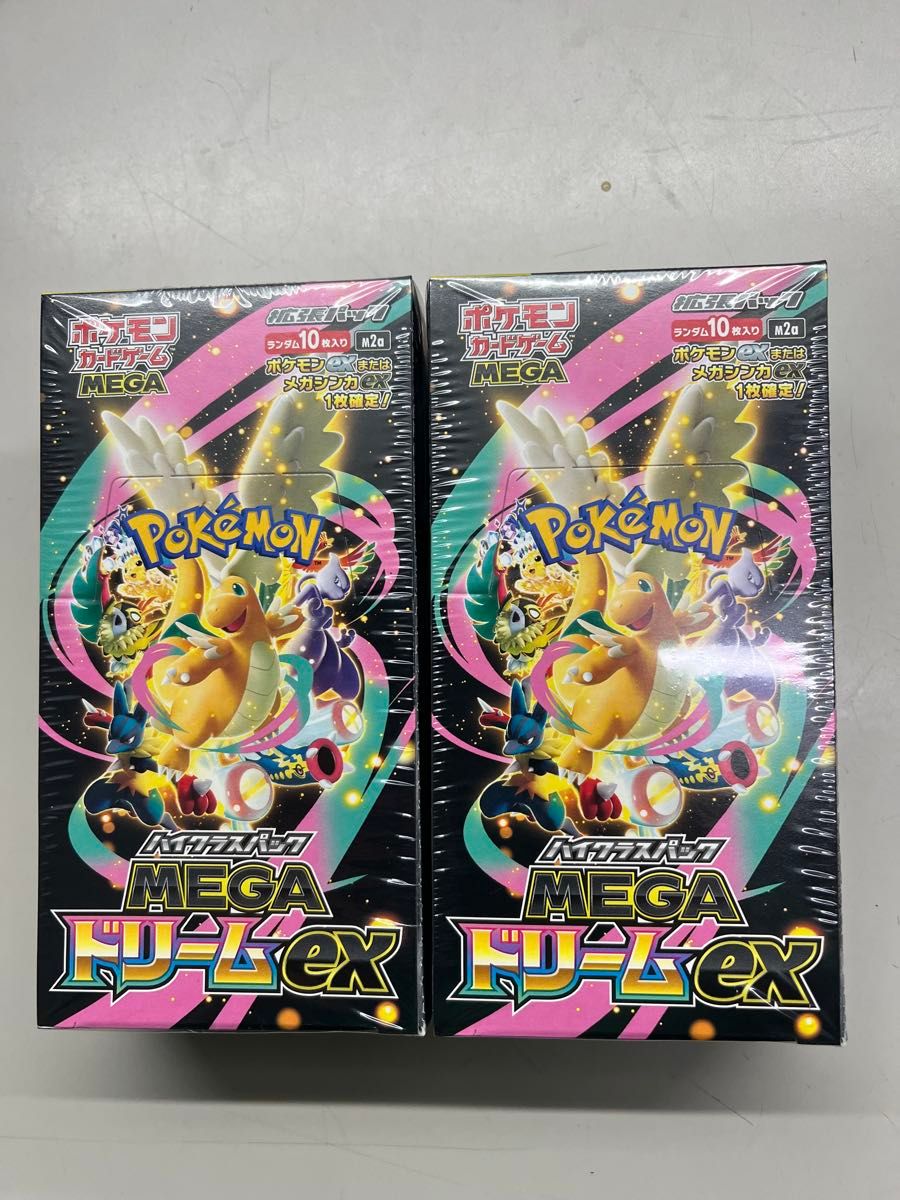 ポケモン
カードゲーム
MEGA
拡張パック
ランダム10枚入り M2a
ポケモンexまたは
メガシンカex
1枚確定!
POKéMON
TM
ハイクラスパック
MEGA
ドリームex
ポケモン
カードゲーム
MEGA
拡張パック
ランダム10枚入り M2a
ポケモンexまたは
メガシンカex
1枚確定!
POKéMON
TM
ハイクラスパック
MEGA
ドリームex